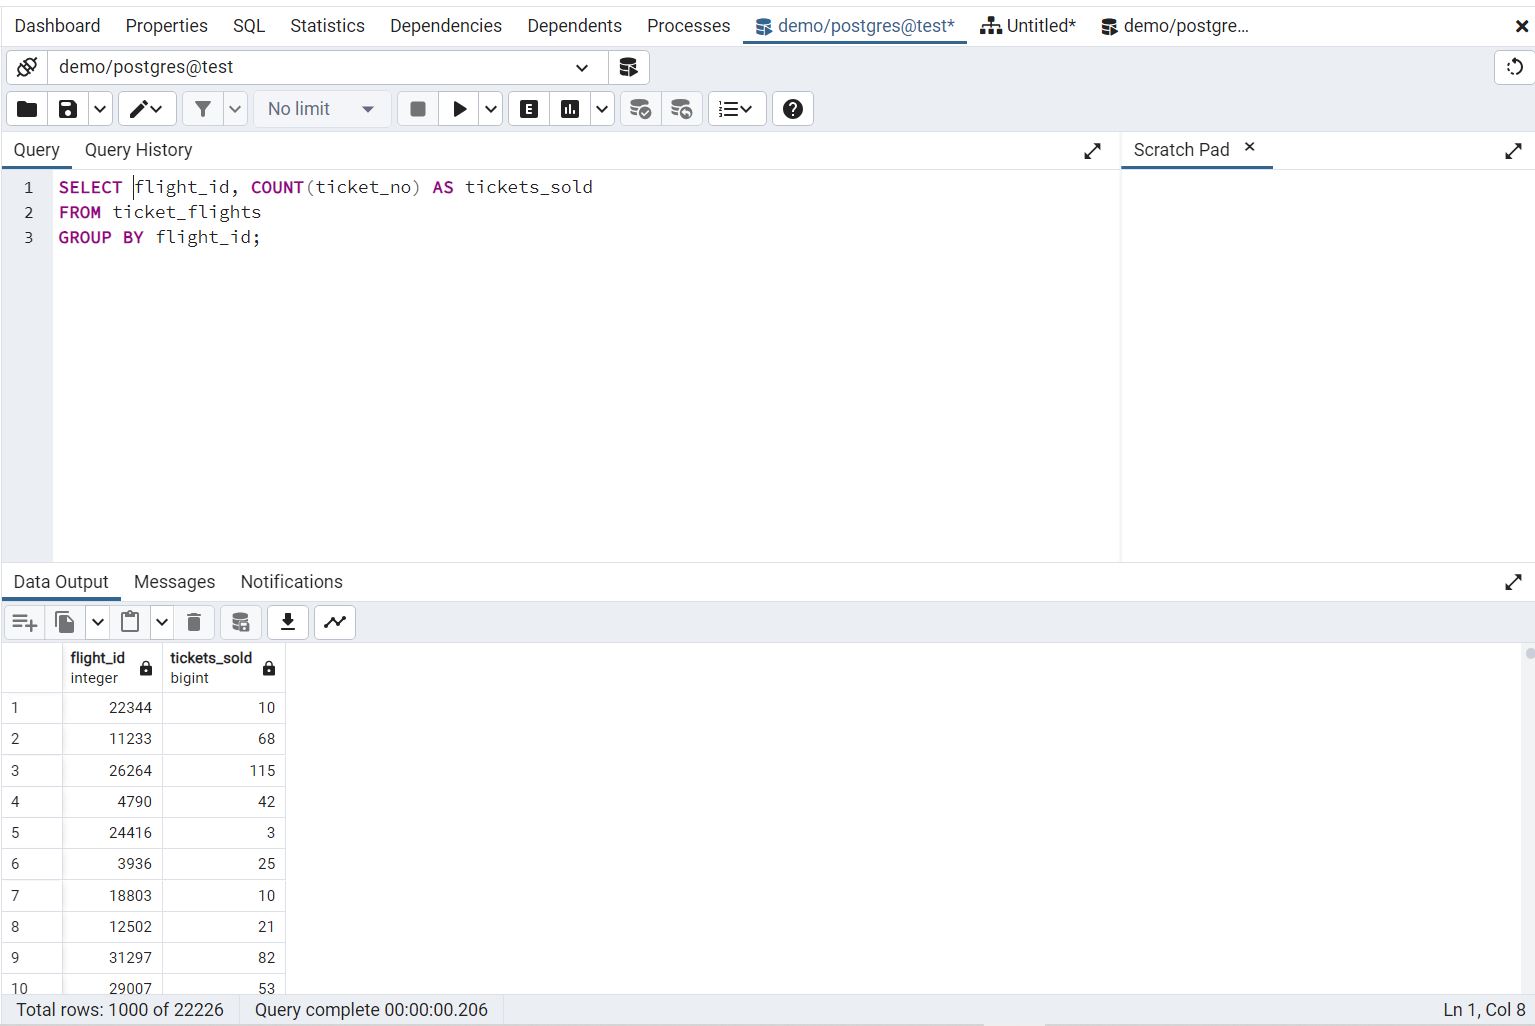 Dashboard Properties SQL Statistics Dependencies Dependents Processes demo/postgres@test* Untitled* demo/postgre...
demo/postgres@test
No limit
Query Query History Scratch Pad
1 SELECT flight_id, COUNT(ticket_no) AS tickets_sold
2 FROM ticket_flights
3 GROUP BY flight_id;
Data Output Messages Notifications
flight_id tickets_sold
integer bigint
1 22344 10
2 11233 68
3 26264 115
4 4790 42
5 24416 3
6 3936 25
7 18803 10
8 12502 21
9 31297 82
10 29007 53
Total rows: 1000 of 22226 Query complete 00:00:00.206 Ln 1, Col 8